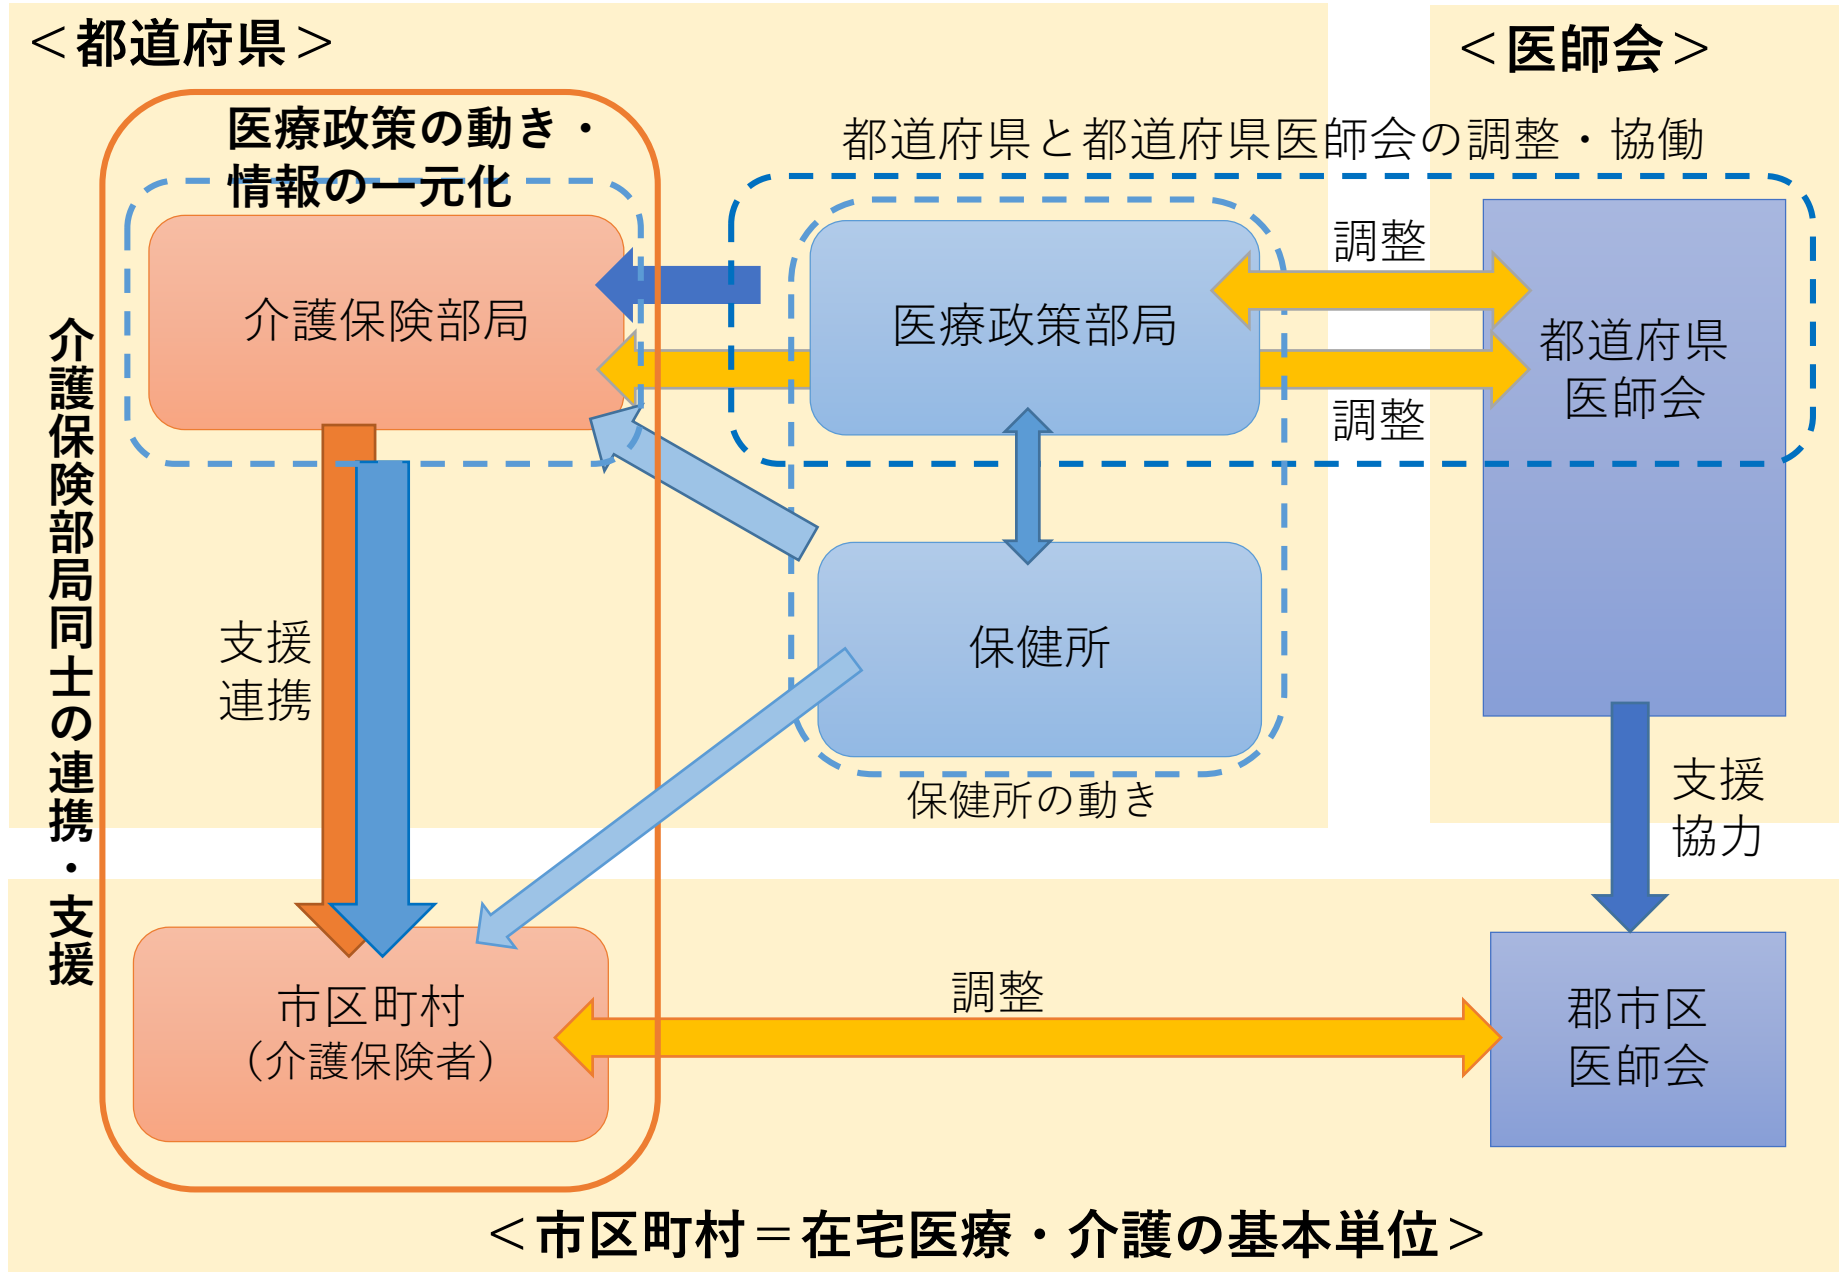 ＜都道府県＞
＜医師会＞
医療政策の動き・
情報の一元化
都道府県と都道府県医師会の調整・協働
介護保険部局
医療政策部局
調整
調整
都道府県
医師会
介護保険部局同士の連携・支援
支援
連携
保健所
保健所の動き
支援
協力
市区町村
（介護保険者）
調整
郡市区
医師会
＜市区町村＝在宅医療・介護の基本単位＞